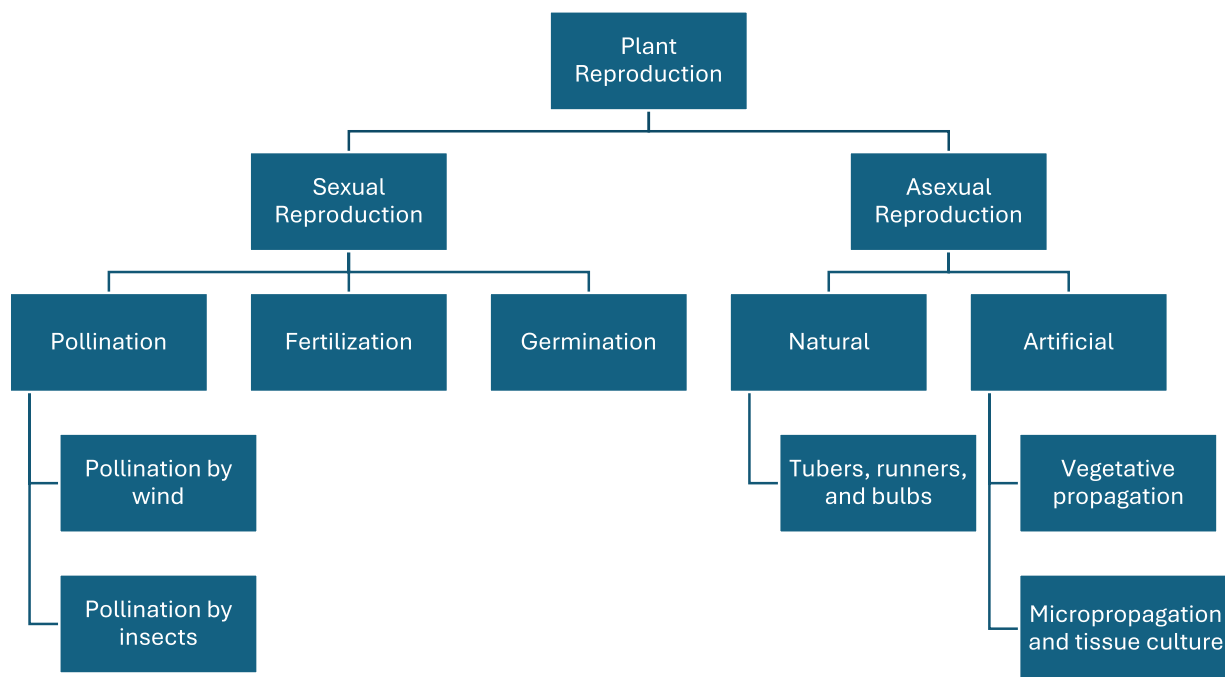 Plant
Reproduction
Sexual
Reproduction
Asexual
Reproduction
Pollination
Fertilization
Germination
Natural
Artificial
Pollination by
wind
Tubers, runners,
and bulbs
Vegetative
propagation
Pollination by
insects
Micropropagation
and tissue culture